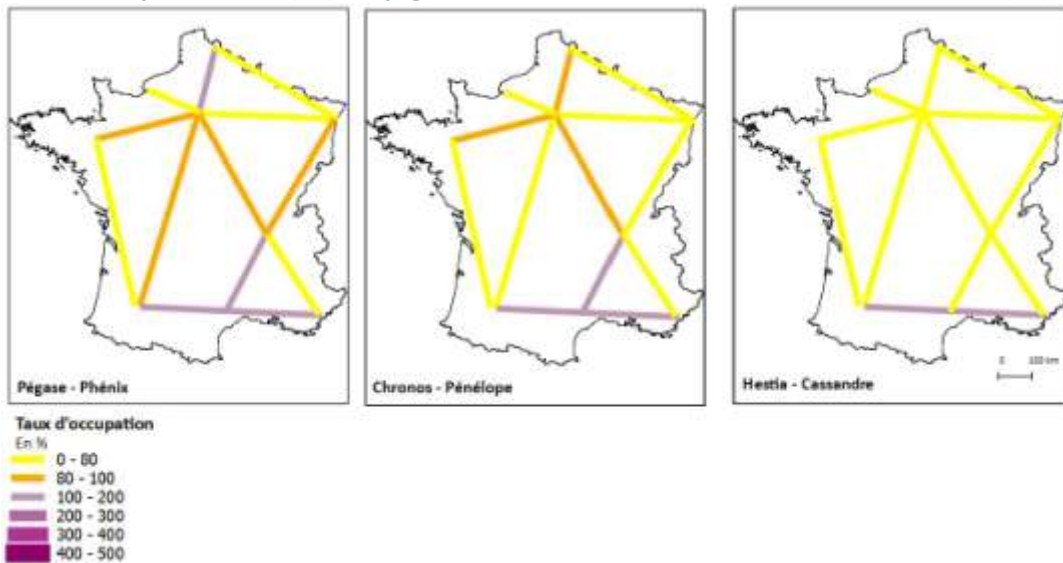 Pégase - Phénix
Chronos - Pénélope
Hestia - Cassandre
Taux d'occupation
En %
0 - 80
80 - 100
100 - 200
200 - 300
300 - 400
400 - 500